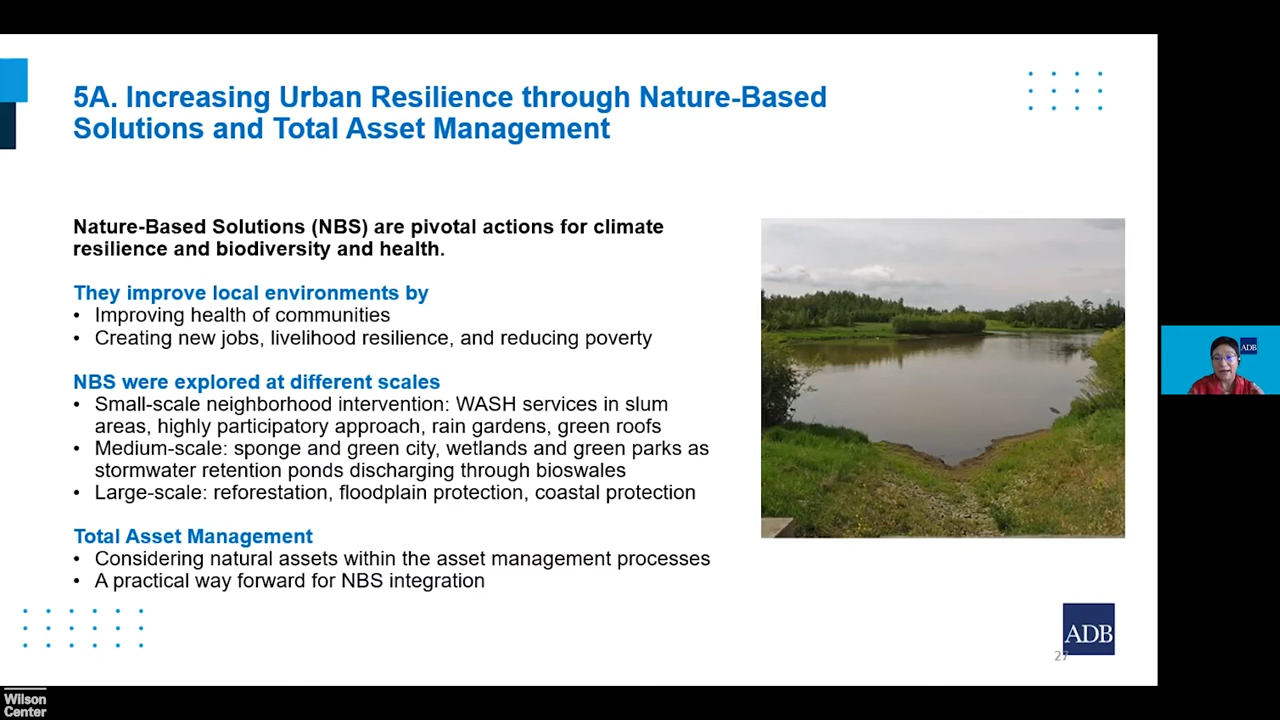 5A. Increasing Urban Resilience through Nature-Based
Solutions and Total Asset Management
Nature-Based Solutions (NBS) are pivotal actions for climate
resilience and biodiversity and health.
They improve local environments by
• Improving health of communities
• Creating new jobs, livelihood resilience, and reducing poverty
NBS were explored at different scales
• Small-scale neighborhood intervention: WASH services in slum
areas, highly participatory approach, rain gardens, green roofs
• Medium-scale: sponge and green city, wetlands and green parks as
stormwater retention ponds discharging through bioswales
• Large-scale: reforestation, floodplain protection, coastal protection
Total Asset Management
• Considering natural assets within the asset management processes
• A practical way forward for NBS integration
ADB
27
ADB
Wilson
Center